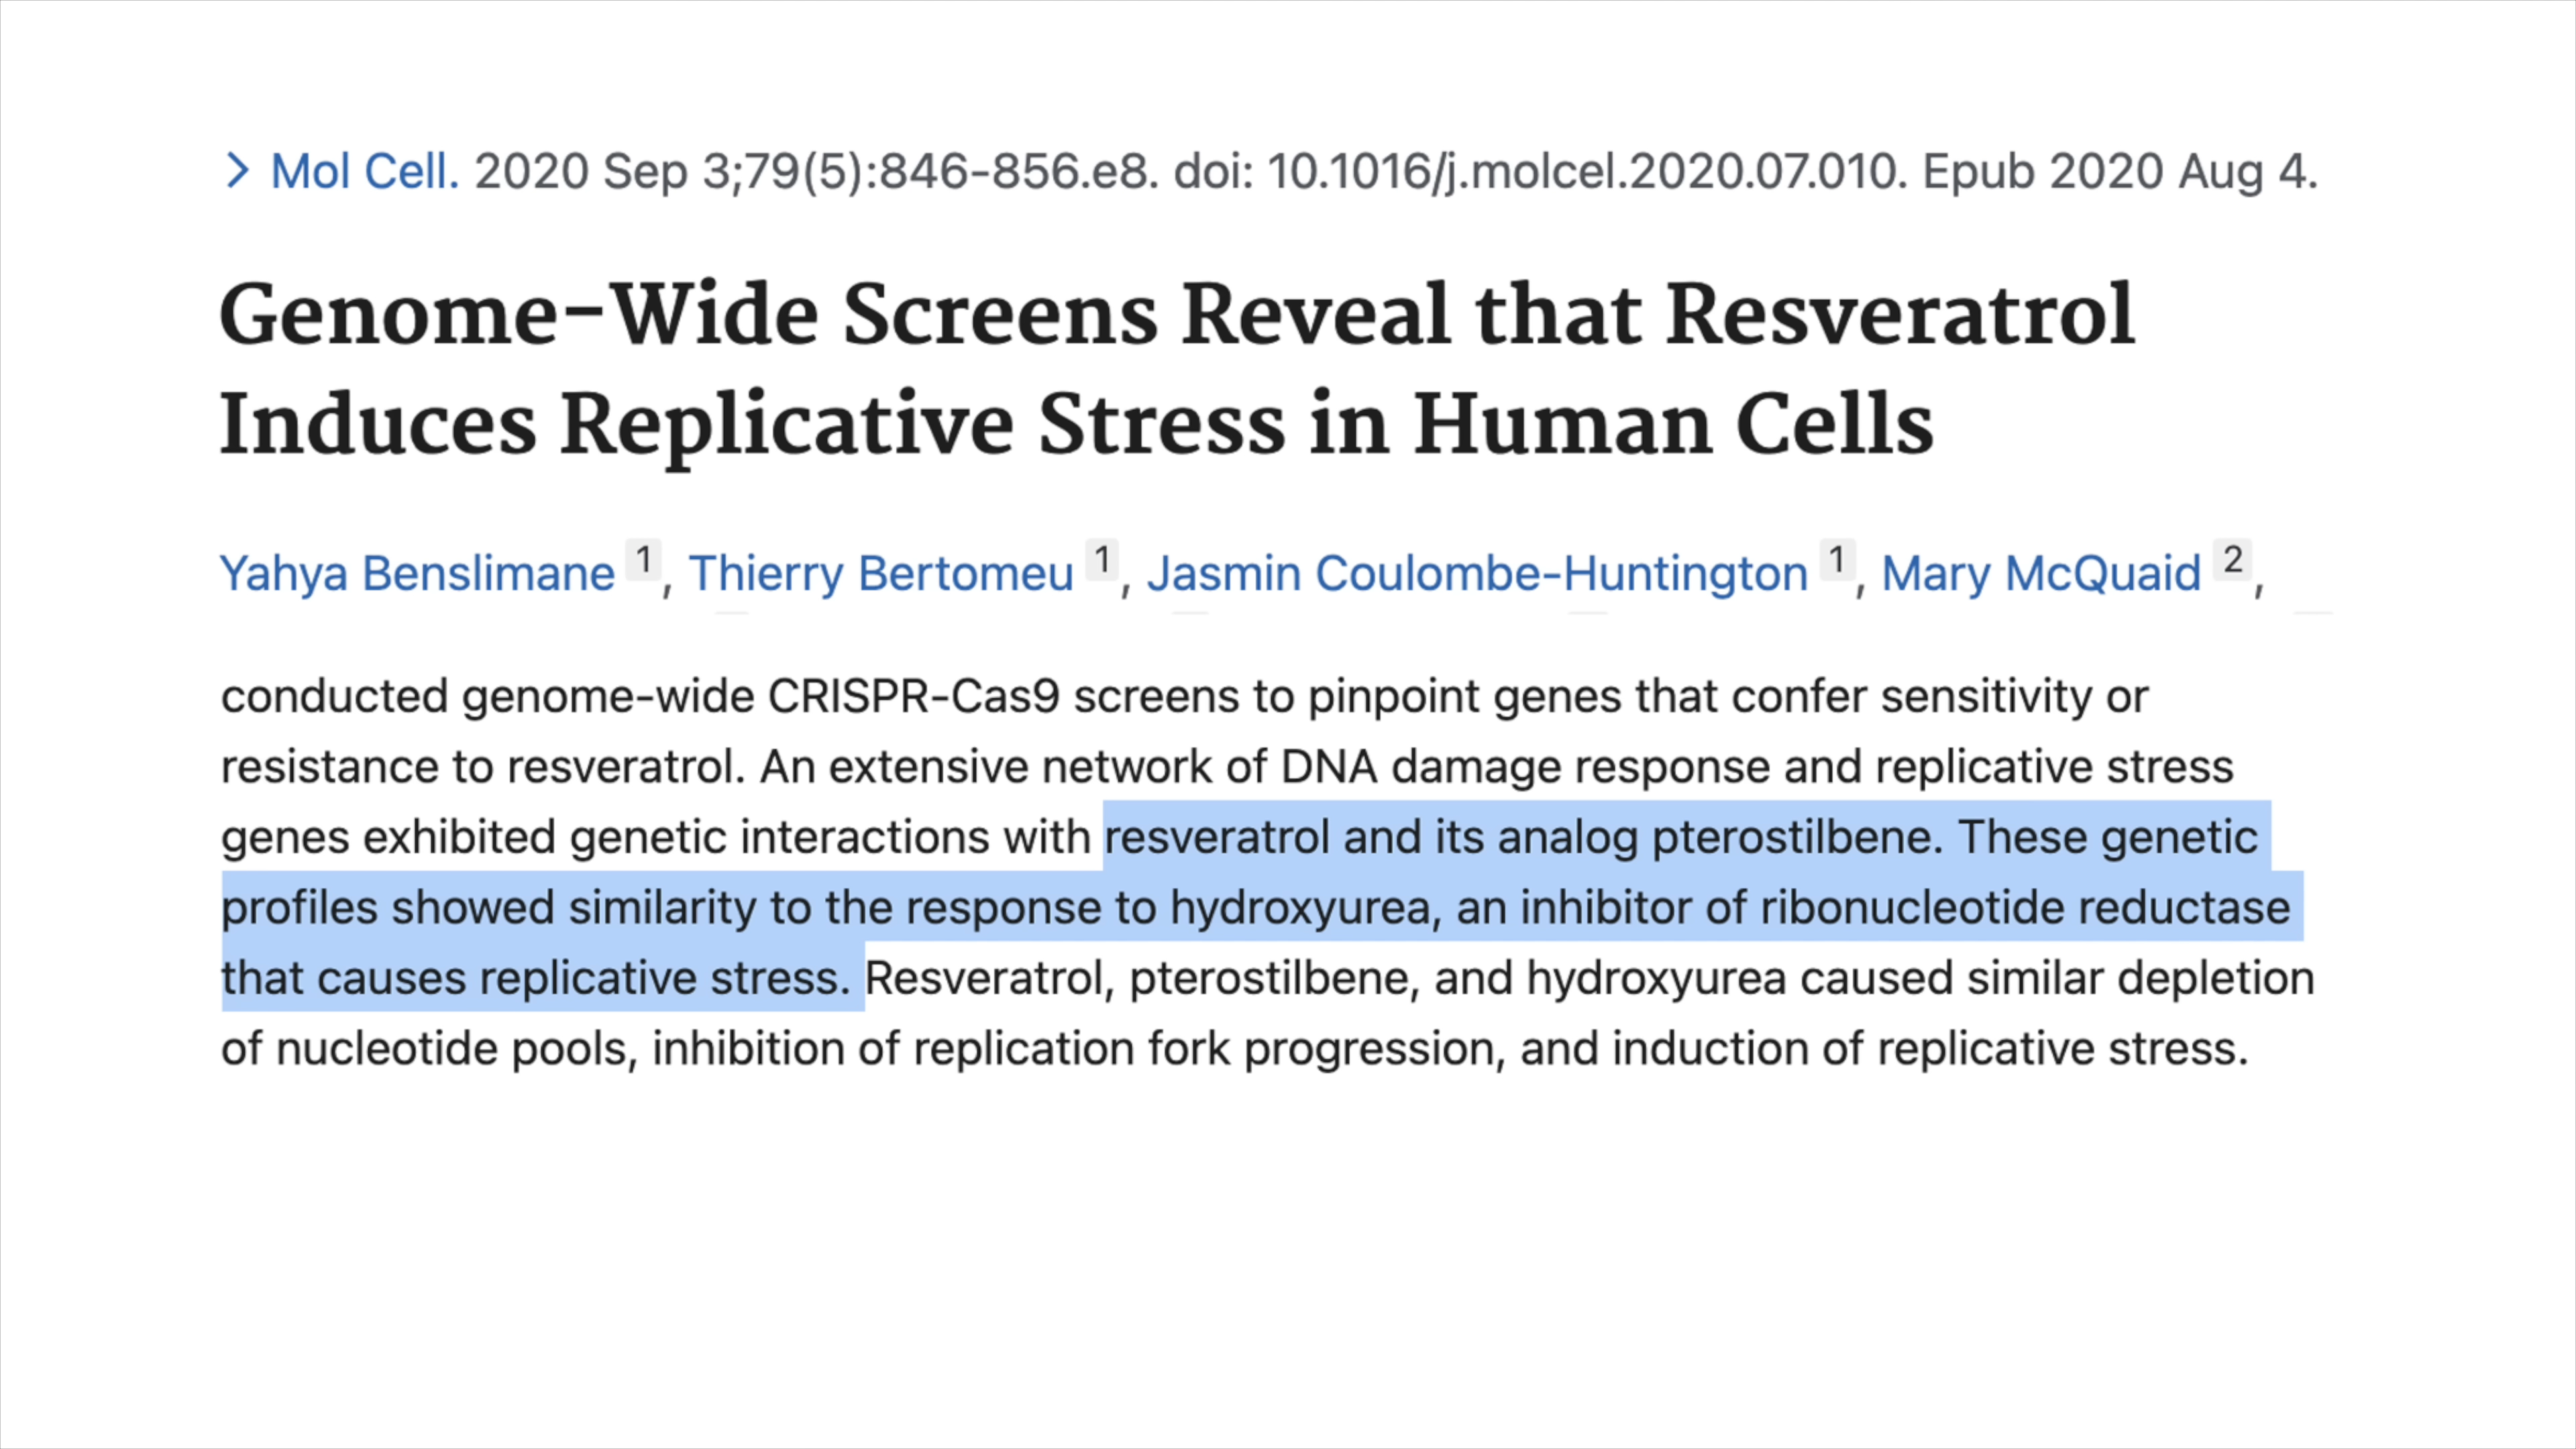 > Mol Cell. 2020 Sep 3;79(5):846-856.e8. doi: 10.1016/j.molcel.2020.07.010. Epub 2020 Aug 4.
Genome-Wide Screens Reveal that Resveratrol
Induces Replicative Stress in Human Cells
Yahya Benslimane 1, Thierry Bertomeu 1, Jasmin Coulombe-Huntington 1, Mary McQuaid 2,
conducted genome-wide CRISPR-Cas9 screens to pinpoint genes that confer sensitivity or
resistance to resveratrol. An extensive network of DNA damage response and replicative stress
genes exhibited genetic interactions with resveratrol and its analog pterostilbene. These genetic
profiles showed similarity to the response to hydroxyurea, an inhibitor of ribonucleotide reductase
that causes replicative stress. Resveratrol, pterostilbene, and hydroxyurea caused similar depletion
of nucleotide pools, inhibition of replication fork progression, and induction of replicative stress.